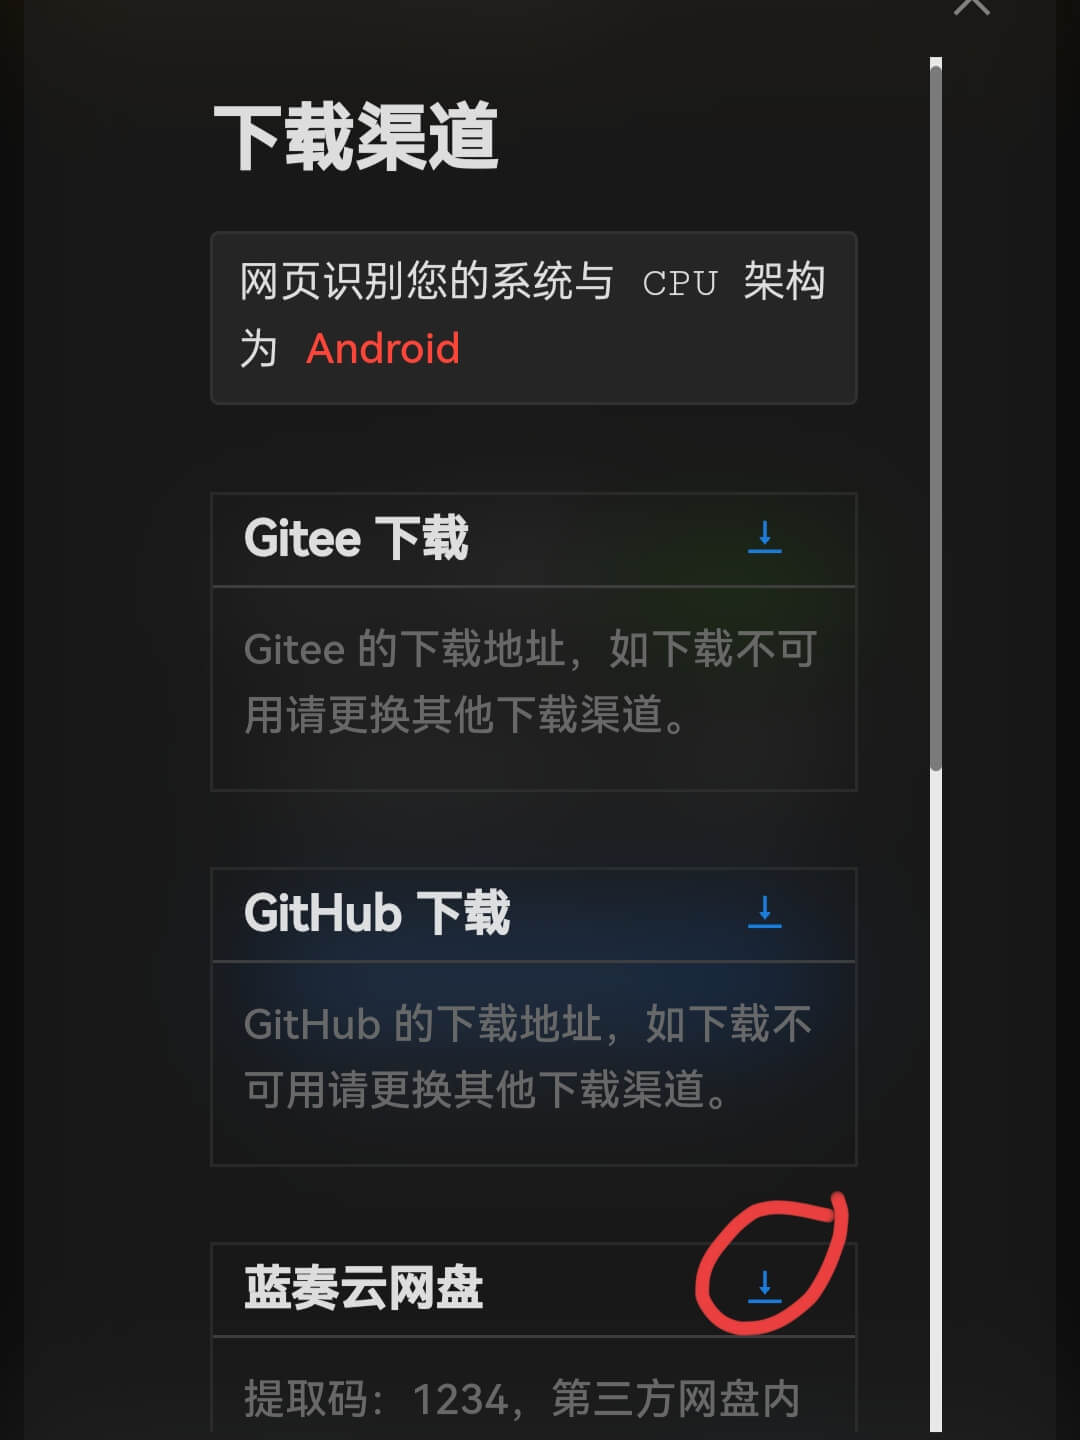 下载渠道
网页识别您的系统与 CPU 架构
为 Android
Gitee 下载
Gitee 的下载地址，如下载不可
用请更换其他下载渠道。
GitHub 下载
GitHub 的下载地址，如下载不
可用请更换其他下载渠道。
蓝奏云网盘
提取码：1234，第三方网盘内